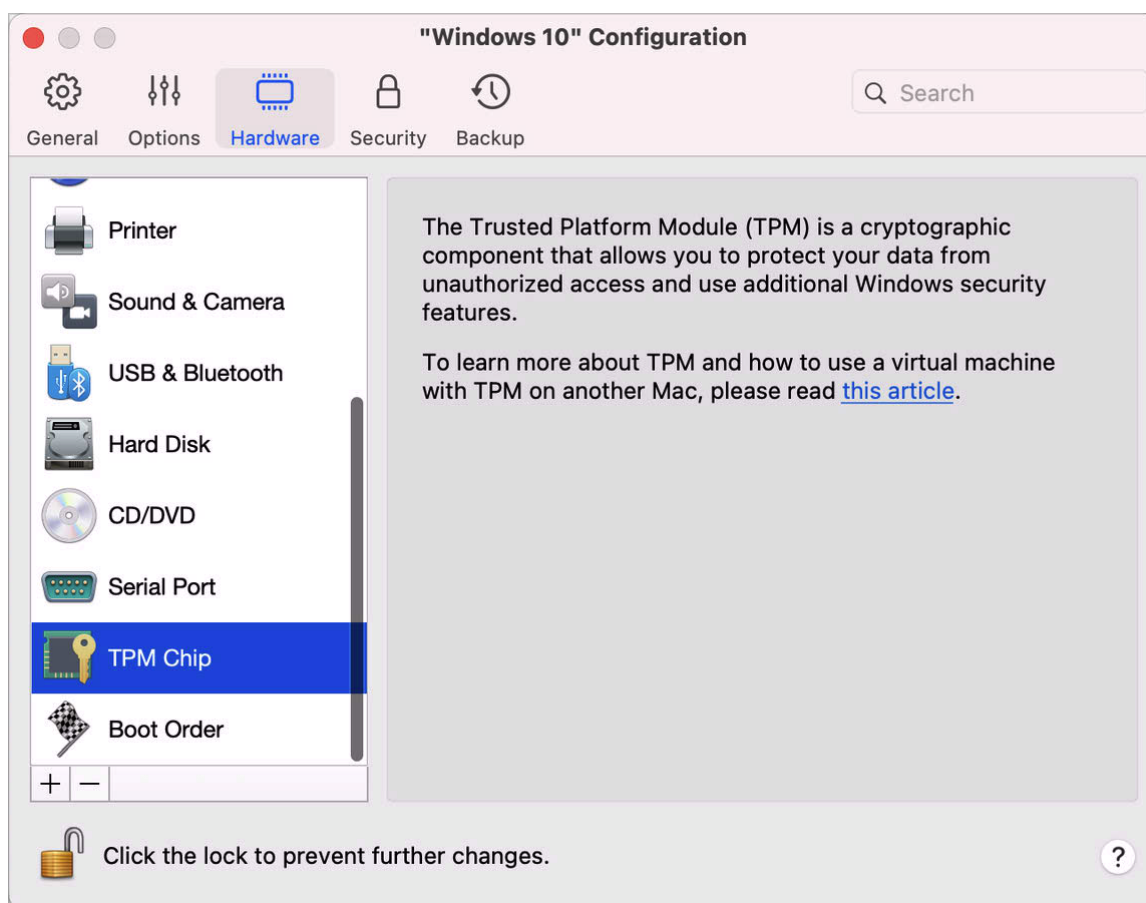 "Windows 10" Configuration
General
Options
Hardware
Security
Backup
Search
Printer
Sound & Camera
USB & Bluetooth
Hard Disk
CD/DVD
Serial Port
TPM Chip
Boot Order
The Trusted Platform Module (TPM) is a cryptographic
component that allows you to protect your data from
unauthorized access and use additional Windows security
features.
To learn more about TPM and how to use a virtual machine
with TPM on another Mac, please read this article.
+ −
Click the lock to prevent further changes.
?